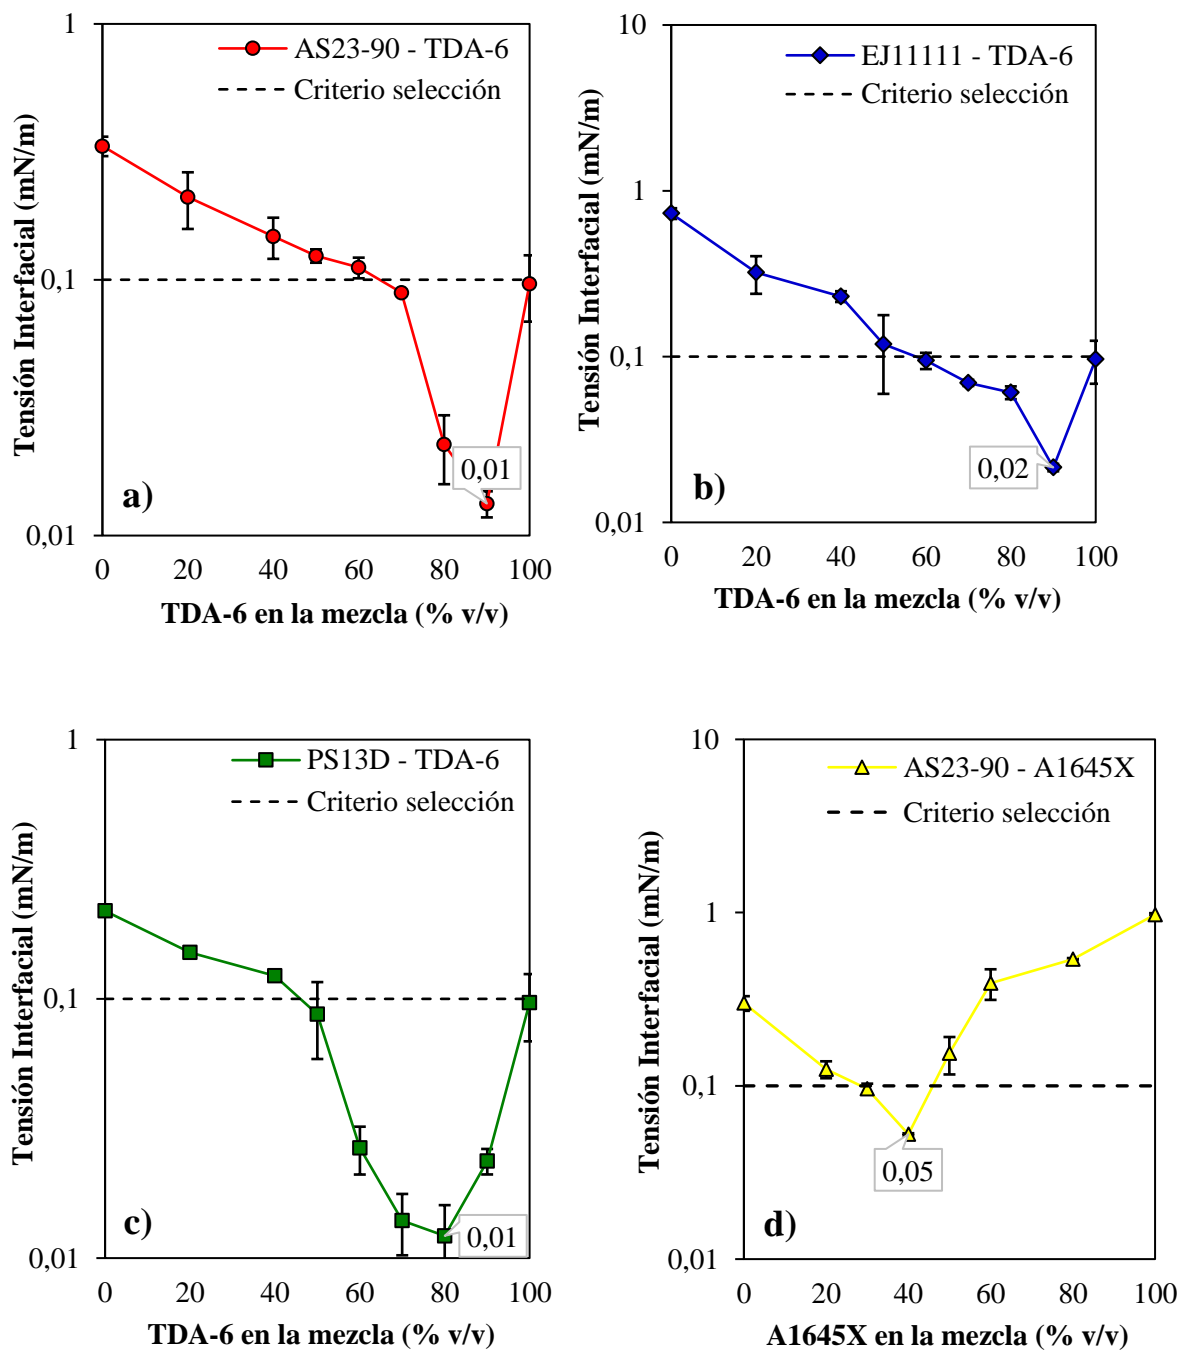 1
0,1
0,01
Tensión Interfacial (mN/m)
AS23-90 - TDA-6
Criterio selección
0,01
a)
0 20 40 60 80 100
TDA-6 en la mezcla (% v/v)
10
1
0,1
0,01
Tensión Interfacial (mN/m)
EJ11111 - TDA-6
Criterio selección
0,02
b)
0 20 40 60 80 100
TDA-6 en la mezcla (% v/v)
1
0,1
0,01
Tensión Interfacial (mN/m)
PS13D - TDA-6
Criterio selección
0,01
c)
0 20 40 60 80 100
TDA-6 en la mezcla (% v/v)
10
1
0,1
0,01
Tensión Interfacial (mN/m)
AS23-90 - A1645X
Criterio selección
0,05
d)
0 20 40 60 80 100
A1645X en la mezcla (% v/v)